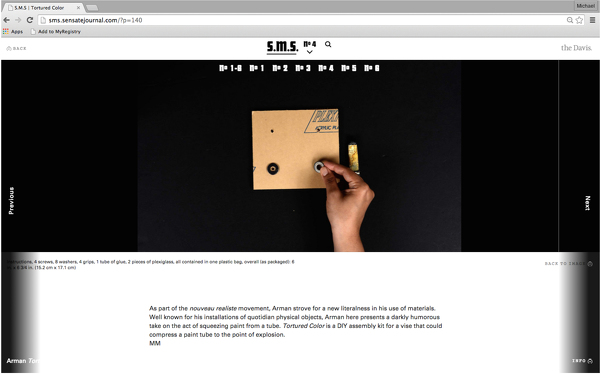 Michael
S.M.S. | Tortured Color
sms.sensatejournal.com/?p=140
Apps Add to MyRegistry
BACK
S.M.S. Nº 4
the Davis.
Nº 1-6 Nº 1 Nº 2 Nº 3 Nº 4 Nº 5 Nº 6
PLEXI
Previous
Next
4 screws, 8 washers, 4 grips, 1 tube of glue, 2 pieces of plexiglass, all contained in one plastic bag, overall (as packaged): 6
x 6 3/4 in. (15.2 cm x 17.1 cm)
BACK TO IMAGE
As part of the nouveau realiste movement, Arman strove for a new literalness in his use of materials.
Well known for his installations of quotidian physical objects, Arman here presents a darkly humorous
take on the act of squeezing paint from a tube. Tortured Color is a DIY assembly kit for a vise that could
compress a paint tube to the point of explosion.
MM
Arman
INFO